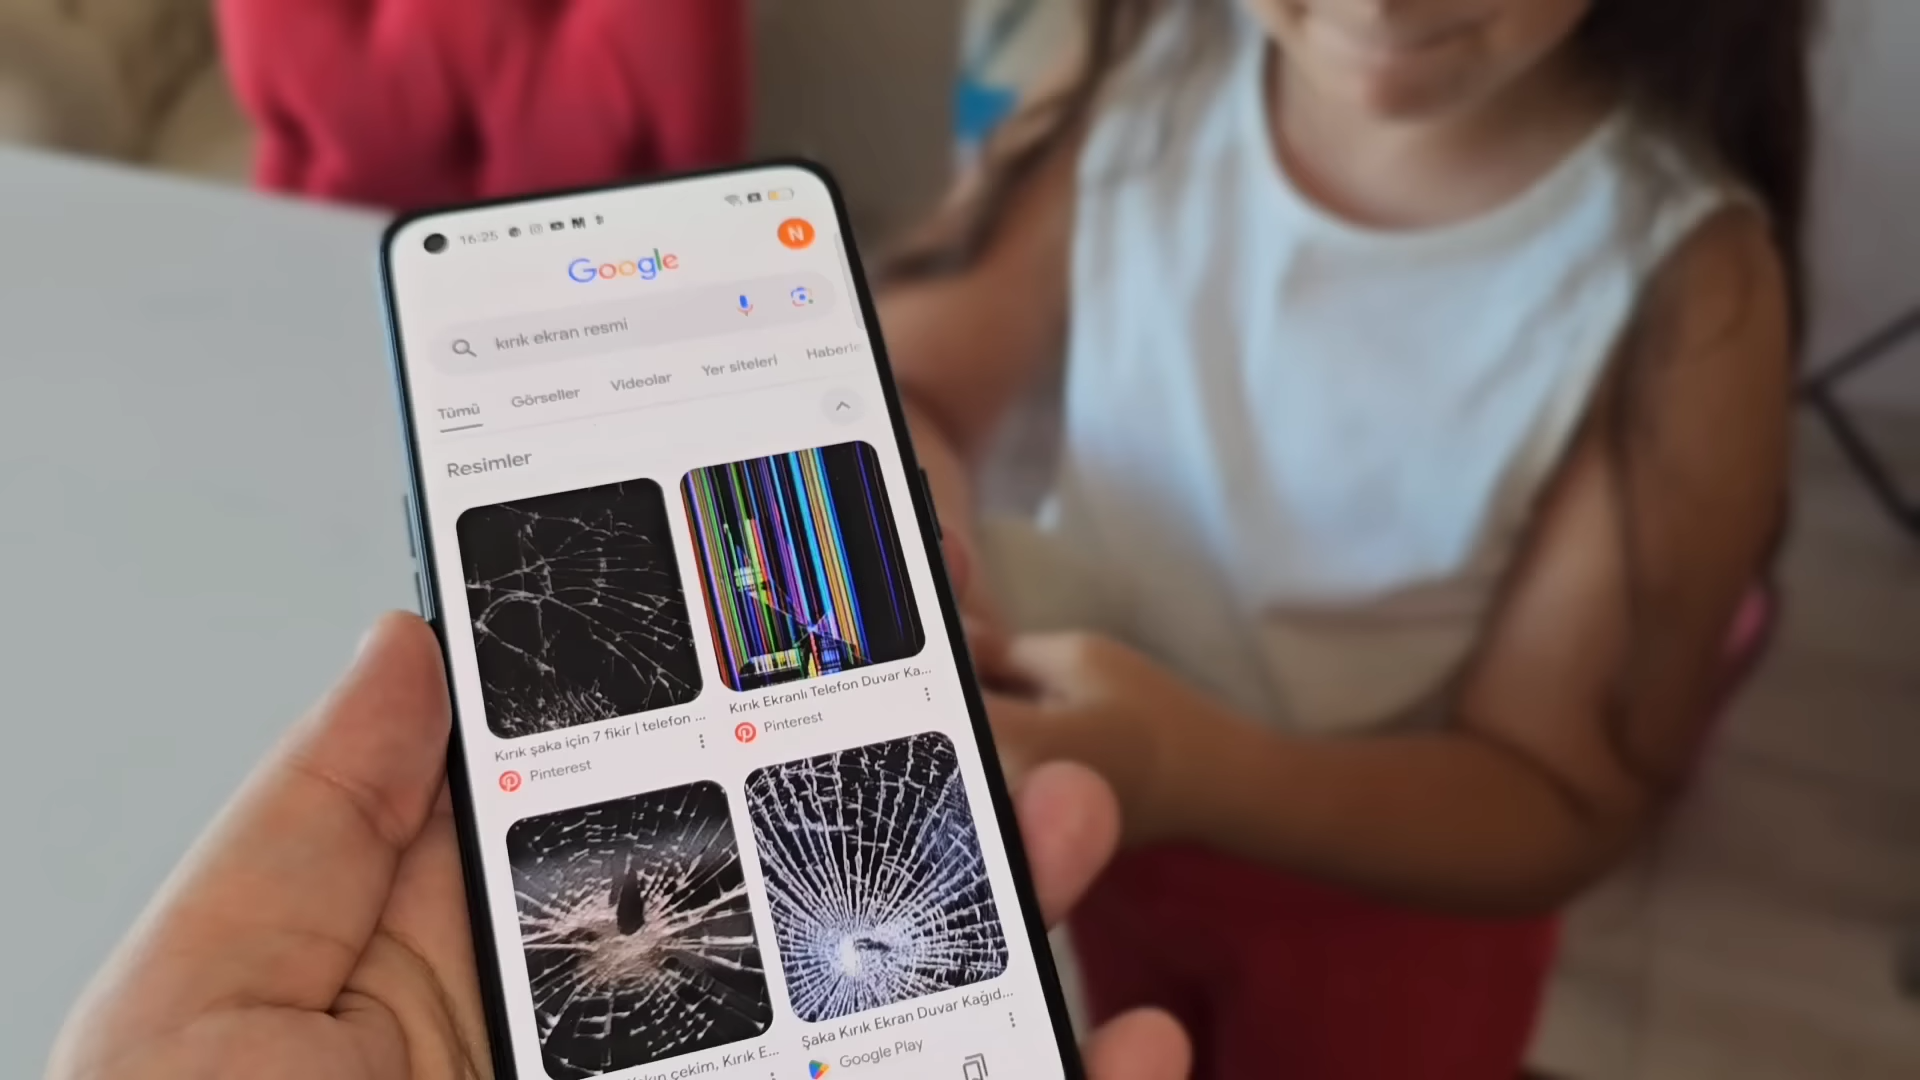 16:25
N
Google
kırık ekran resmi
Tümü Görseller Videolar Yer siteleri Haberle
Resimler
Kırık şaka için 7 fikir | telefon ...
Pinterest
Kırık Ekranlı Telefon Duvar Ka...
Pinterest
çekim, Kırık E...
Şaka Kırık Ekran Duvar Kağıd...
Google Play